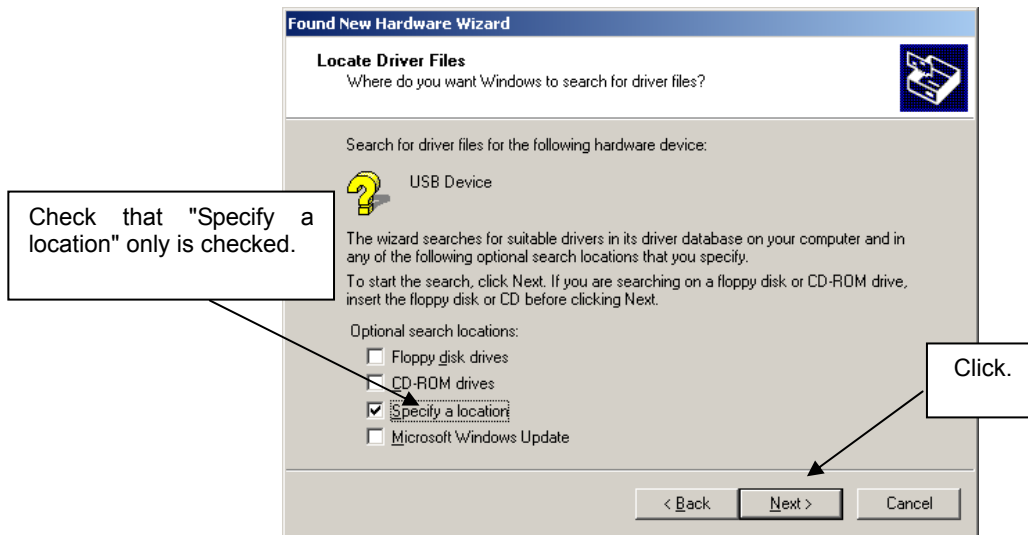 Found New Hardware Wizard
Locate Driver Files
Where do you want Windows to search for driver files?
Search for driver files for the following hardware device:
USB Device
Check that "Specify a
location" only is checked.
The wizard searches for suitable drivers in its driver database on your computer and in
any of the following optional search locations that you specify.
To start the search, click Next. If you are searching on a floppy disk or CD-ROM drive,
insert the floppy disk or CD before clicking Next.
Optional search locations:
Floppy disk drives
CD-ROM drives
Specify a location
Microsoft Windows Update
Click.
< Back Next > Cancel